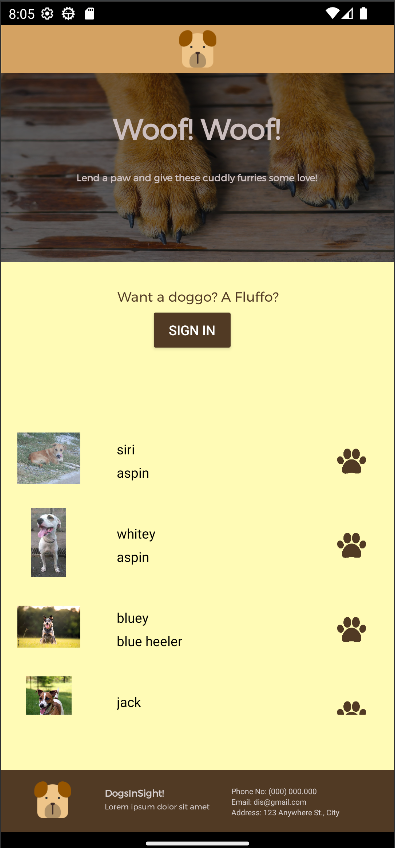 8:05
Woof! Woof!
Lend a paw and give these cuddly furries some love!
Want a doggo? A Fluffo?
SIGN IN
siri
aspin
whitey
aspin
bluey
blue heeler
jack
DogsInSight!
Lorem ipsum dolor sit amet
Phone No: (000) 000.000
Email: dis@gmail.com
Address: 123 Anywhere St., City